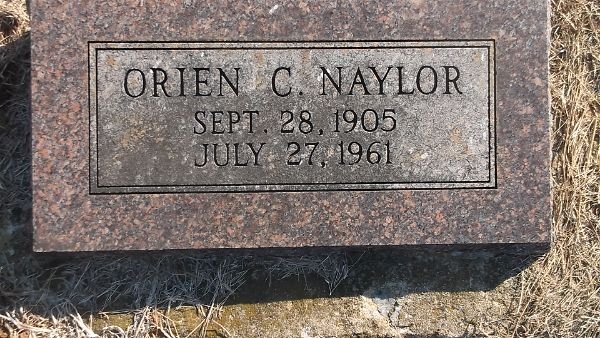 ORIEN C. NAYLOR
SEPT. 28, 1905
JULY 27, 1961